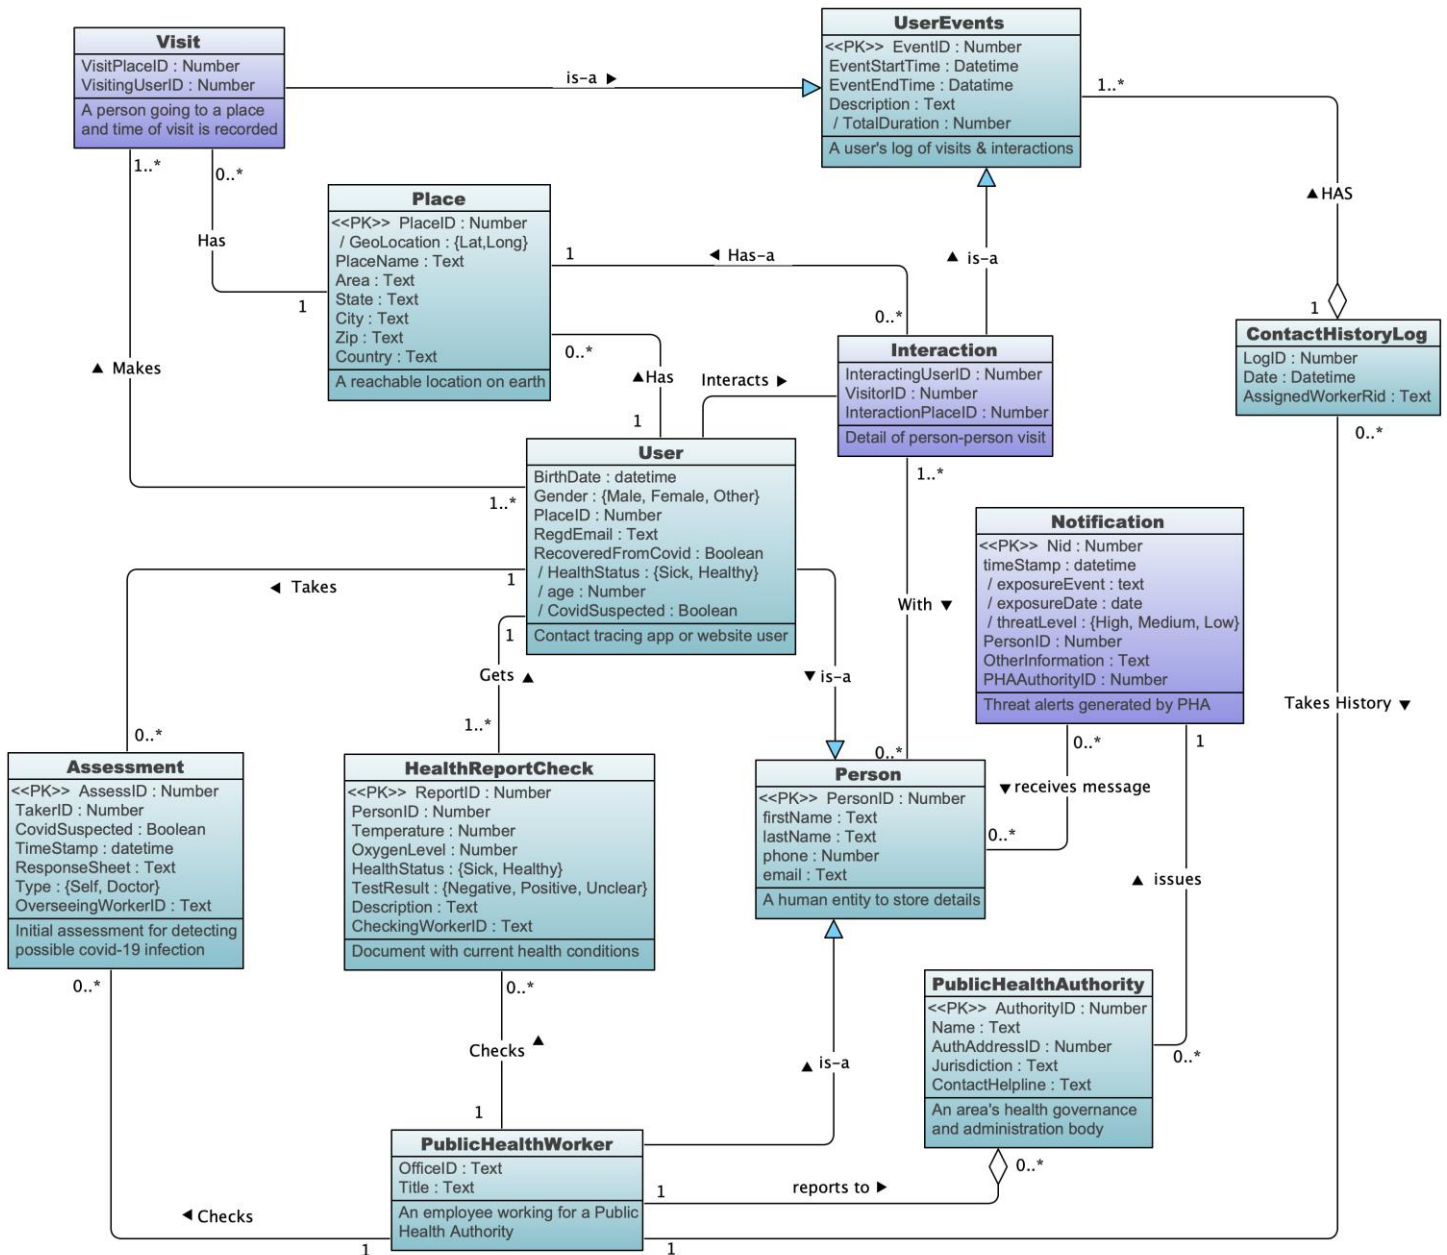 Visit
VisitPlaceID : Number
VisitingUserID : Number
A person going to a place
and time of visit is recorded
is-a ▶
UserEvents
<<PK>> EventID : Number
EventStartTime : Datetime
EventEndTime : Datatime
Description : Text
/ TotalDuration : Number
A user's log of visits & interactions
1..*
▲ HAS
1
ContactHistoryLog
LogID : Number
Date : Datetime
AssignedWorkerRid : Text
0..*
1..*
0..*
Has
1
▲ Makes
Place
<<PK>> PlaceID : Number
/ GeoLocation : {Lat,Long}
PlaceName : Text
Area : Text
State : Text
City : Text
Zip : Text
Country : Text
A reachable location on earth
1
◀ Has-a
0..*
▲ is-a
0..*
▲Has
1
Interacts ▶
Interaction
InteractingUserID : Number
VisitorID : Number
InteractionPlaceID : Number
Detail of person-person visit
1..*
With ▼
0..*
1..*
User
BirthDate : datetime
Gender : {Male, Female, Other}
PlaceID : Number
RegdEmail : Text
RecoveredFromCovid : Boolean
/ HealthStatus : {Sick, Healthy}
/ age : Number
/ CovidSuspected : Boolean
Contact tracing app or website user
1
◀ Takes
0..*
1
Gets ▲
1..*
▼ is-a
Notification
<<PK>> Nid : Number
timeStamp : datetime
/ exposureEvent : text
/ exposureDate : date
/ threatLevel : {High, Medium, Low}
PersonID : Number
OtherInformation : Text
PHAAuthorityID : Number
Threat alerts generated by PHA
0..*
1
▼ receives message
0..*
▲ issues
0..*
Takes History ▼
Assessment
<<PK>> AssessID : Number
TakerID : Number
CovidSuspected : Boolean
TimeStamp : datetime
ResponseSheet : Text
Type : {Self, Doctor}
OverseeingWorkerID : Text
Initial assessment for detecting
possible covid-19 infection
0..*
HealthReportCheck
<<PK>> ReportID : Number
PersonID : Number
Temperature : Number
OxygenLevel : Number
HealthStatus : {Sick, Healthy}
TestResult : {Negative, Positive, Unclear}
Description : Text
CheckingWorkerID : Text
Document with current health conditions
0..*
Checks ▲
1
Person
<<PK>> PersonID : Number
firstName : Text
lastName : Text
phone : Number
email : Text
A human entity to store details
▲ is-a
PublicHealthAuthority
<<PK>> AuthorityID : Number
Name : Text
AuthAddressID : Number
Jurisdiction : Text
ContactHelpline : Text
An area's health governance
and administration body
0..*
PublicHealthWorker
OfficeID : Text
Title : Text
An employee working for a Public
Health Authority
1
reports to ▶
◀ Checks
1
1